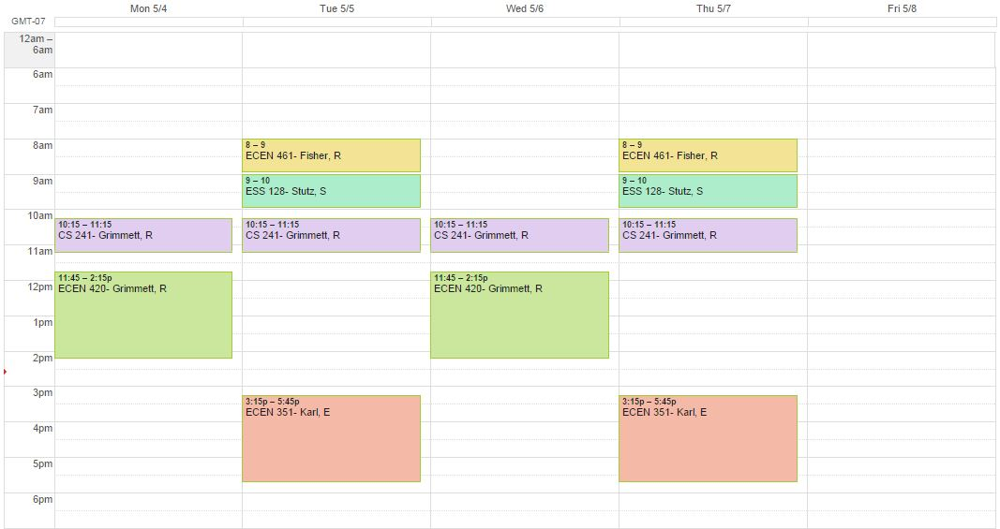 Mon 5/4 Tue 5/5 Wed 5/6 Thu 5/7 Fri 5/8
GMT-07
12am –
6am
6am
7am
8am
8 – 9
ECEN 461- Fisher, R
8 – 9
ECEN 461- Fisher, R
9am
9 – 10
ESS 128- Stutz, S
9 – 10
ESS 128- Stutz, S
10am
10:15 – 11:15
CS 241- Grimmett, R
10:15 – 11:15
CS 241- Grimmett, R
10:15 – 11:15
CS 241- Grimmett, R
10:15 – 11:15
CS 241- Grimmett, R
11am
11:45 – 2:15p
ECEN 420- Grimmett, R
11:45 – 2:15p
ECEN 420- Grimmett, R
12pm
1pm
2pm
3pm
3:15p – 5:45p
ECEN 351- Karl, E
3:15p – 5:45p
ECEN 351- Karl, E
4pm
5pm
6pm